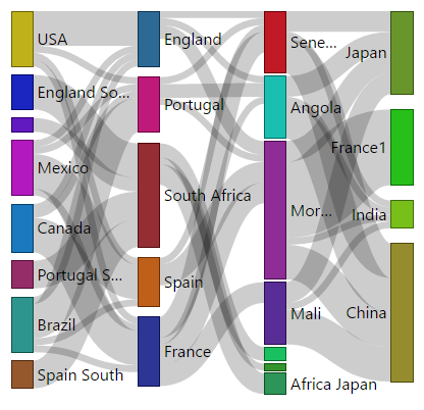 USA
England So...
Mexico
Canada
Portugal S...
Brazil
Spain South
England
Portugal
South Africa
Spain
France
Sene...
Angola
Mor...
Mali
Africa Japan
Japan
France1
India
China